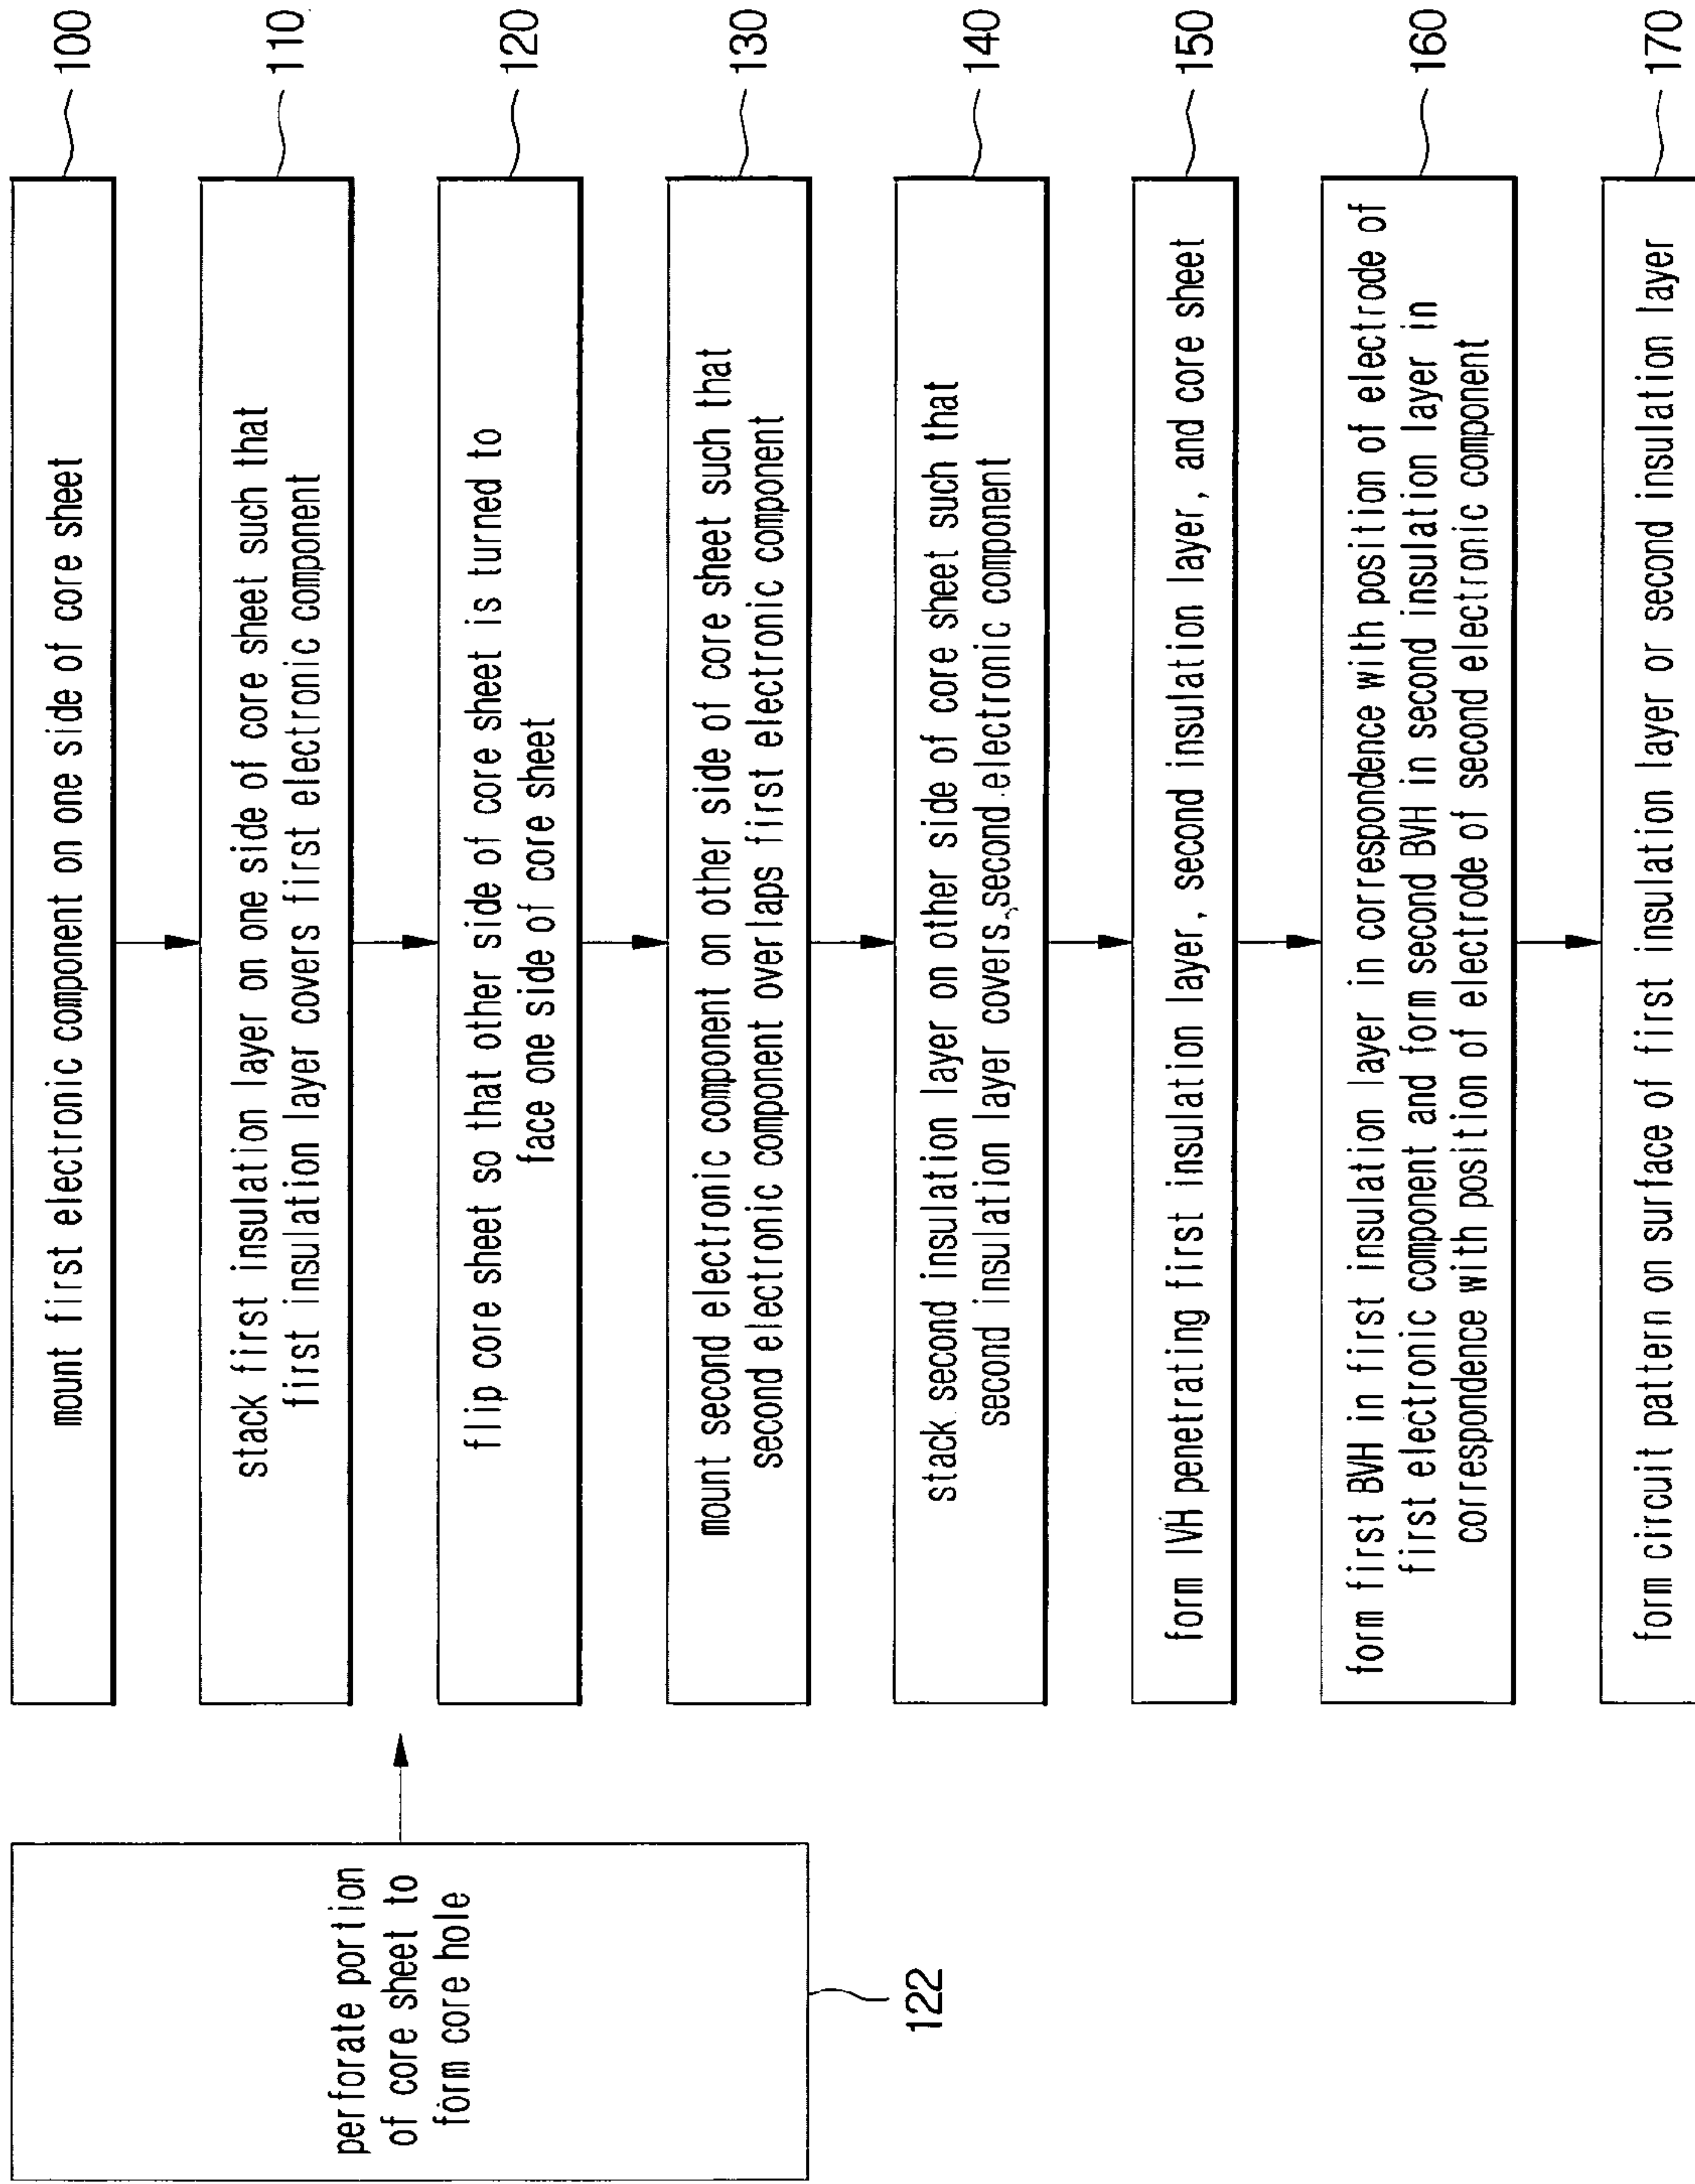 mount first electronic component on one side of core sheet
100
stack first insulation layer on one side of core sheet such that
first insulation layer covers first electronic component
110
flip core sheet so that other side of core sheet is turned to
face one side of core sheet
120
mount second electronic component on other side of core sheet such that
second electronic component overlaps first electronic component
130
stack second insulation layer on other side of core sheet such that
second insulation layer covers second electronic component
140
form IVH penetrating first insulation layer, second insulation layer, and core sheet
150
form first BVH in first insulation layer in correspondence with position of electrode of
first electronic component and form second BVH in second insulation layer in
correspondence with position of electrode of second electronic component
160
form circuit pattern on surface of first insulation layer or second insulation layer
170
perforate portion
of core sheet to
form core hole
122